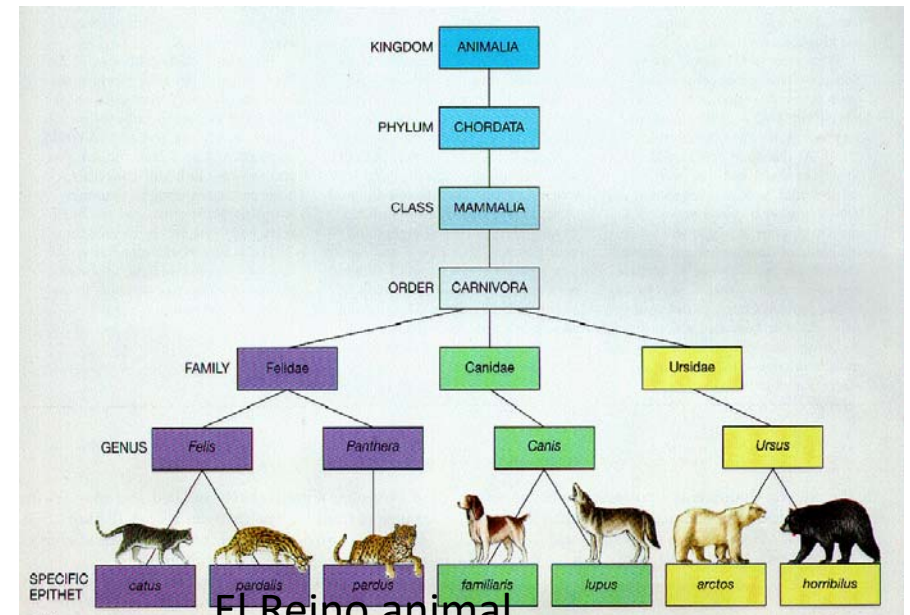 KINGDOM ANIMALIA
PHYLUM CHORDATA
CLASS MAMMALIA
ORDER CARNIVORA
FAMILY Felidae Canidae Ursidae
GENUS Felis Panthera Canis Ursus
SPECIFIC EPITHET catus pardalis pardus familiaris lupus arctos horribilus
El Reino animal